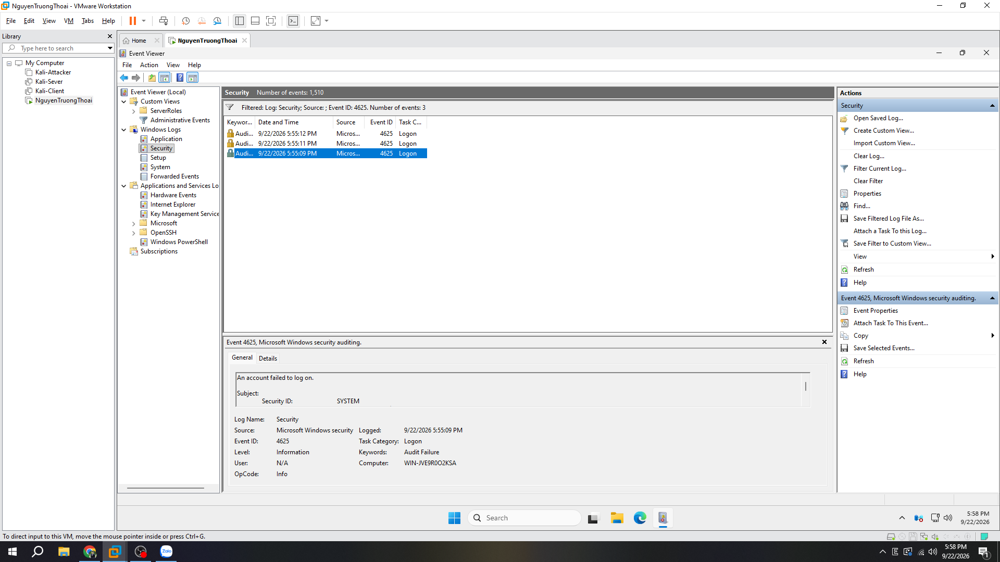 NguyenTruongThoai - VMware Workstation
File Edit View VM Tabs Help
Library
Type here to search
My Computer
Kali-Attacker
Kali-Sever
Kali-Client
NguyenTruongThoai
Home
NguyenTruongThoai
Event Viewer
File Action View Help
Event Viewer (Local)
Custom Views
ServerRoles
Administrative Events
Windows Logs
Application
Security
Setup
System
Forwarded Events
Applications and Services Lo
Hardware Events
Internet Explorer
Key Management Service
Microsoft
OpenSSH
Windows PowerShell
Subscriptions
Security Number of events: 1,510
Filtered: Log: Security; Source: ; Event ID: 4625. Number of events: 3
Keywor... Date and Time Source Event ID Task C...
Audi... 9/22/2026 5:55:12 PM Micros... 4625 Logon
Audi... 9/22/2026 5:55:11 PM Micros... 4625 Logon
Audi... 9/22/2026 5:55:09 PM Micros... 4625 Logon
Event 4625, Microsoft Windows security auditing.
General Details
An account failed to log on.
Subject:
Security ID: SYSTEM
Log Name: Security
Source: Microsoft Windows security Logged: 9/22/2026 5:55:09 PM
Event ID: 4625 Task Category: Logon
Level: Information Keywords: Audit Failure
User: N/A Computer: WIN-JVE9R0O2KSA
OpCode: Info
Actions
Security
Open Saved Log...
Create Custom View...
Import Custom View...
Clear Log...
Filter Current Log...
Clear Filter
Properties
Find...
Save Filtered Log File As...
Attach a Task To this Log...
Save Filter to Custom View...
View
Refresh
Help
Event 4625, Microsoft Windows security auditing.
Event Properties
Attach Task To This Event...
Copy
Save Selected Events...
Refresh
Help
Search
5:58 PM
9/22/2026
To direct input to this VM, move the mouse pointer inside or press Ctrl+G.
Zalo
E
5:58 PM
9/22/2026
1